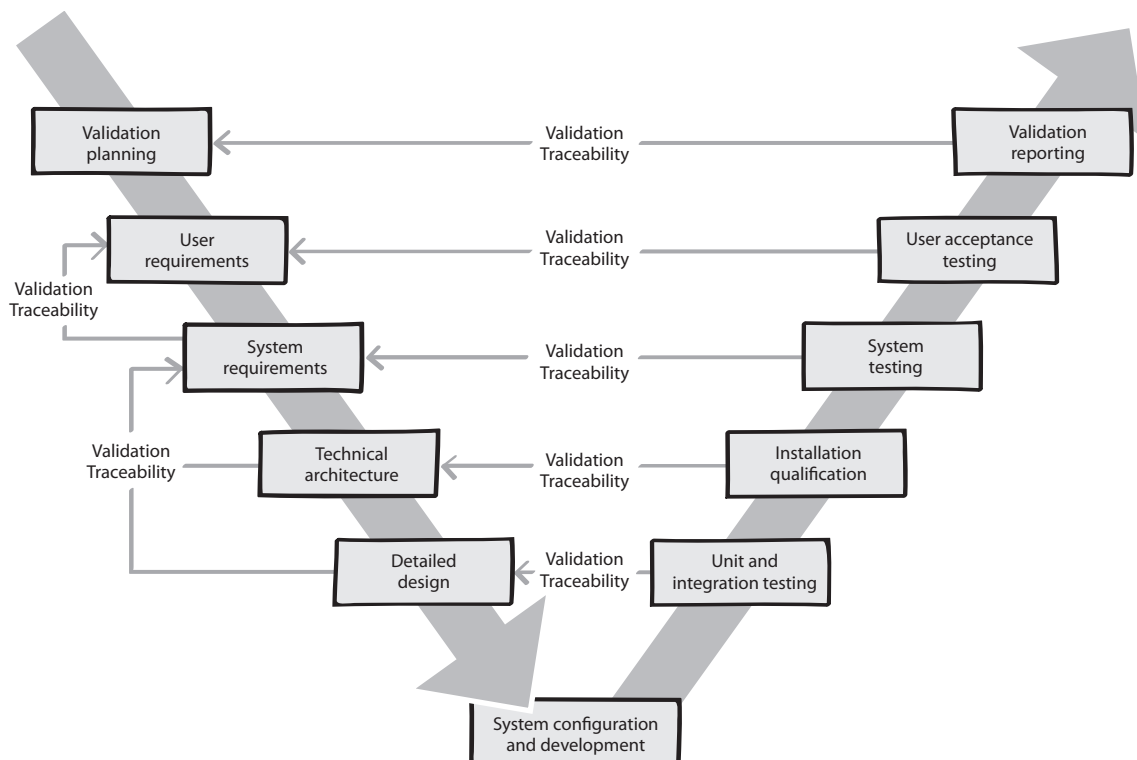 Validation
planning
Validation
Traceability
Validation
reporting
User
requirements
Validation
Traceability
User acceptance
testing
Validation
Traceability
System
requirements
Validation
Traceability
System
testing
Validation
Traceability
Technical
architecture
Validation
Traceability
Installation
qualification
Detailed
design
Validation
Traceability
Unit and
integration testing
System configuration
and development